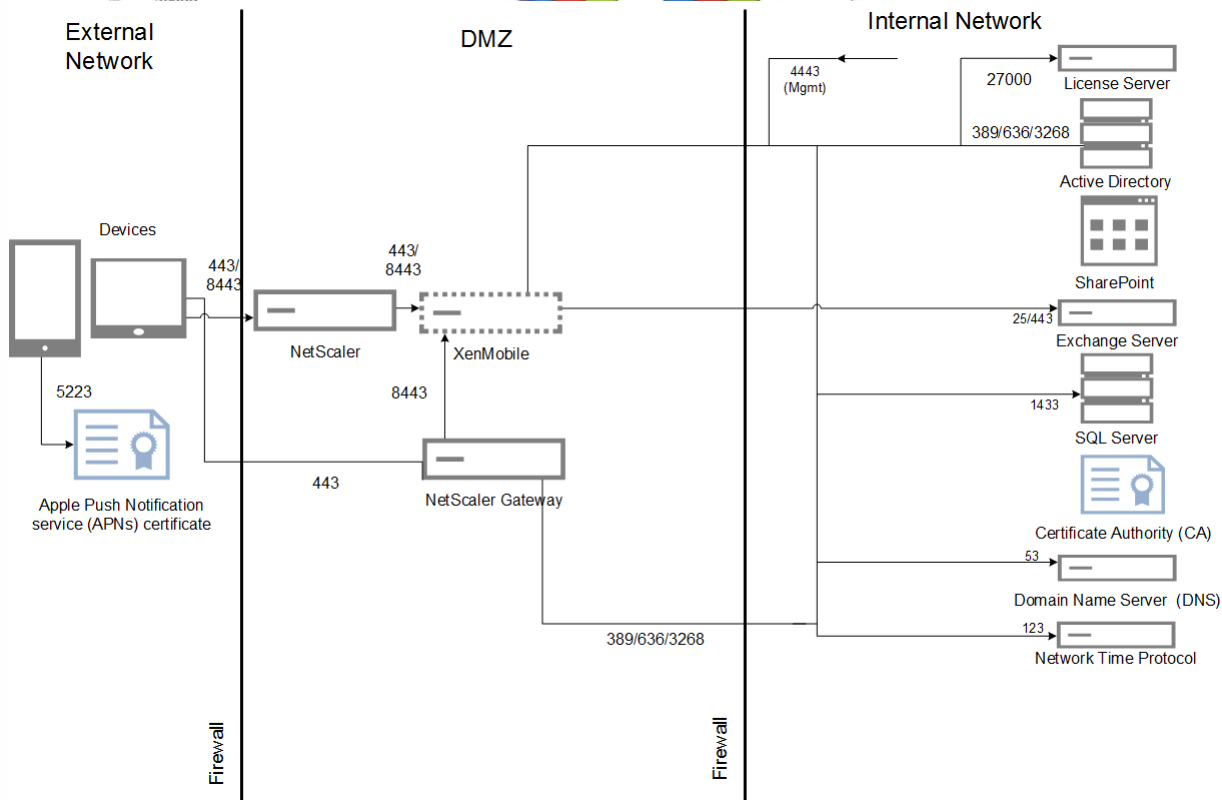 External
Network
DMZ
Internal Network
4443
(Mgmt)
27000
License Server
389/636/3268
Active Directory
SharePoint
Devices
443/
8443
443/
8443
NetScaler
XenMobile
25/443
Exchange Server
5223
8443
1433
SQL Server
443
NetScaler Gateway
Apple Push Notification
service (APNs) certificate
Certificate Authority (CA)
53
Domain Name Server (DNS)
389/636/3268
123
Network Time Protocol
Firewall
Firewall